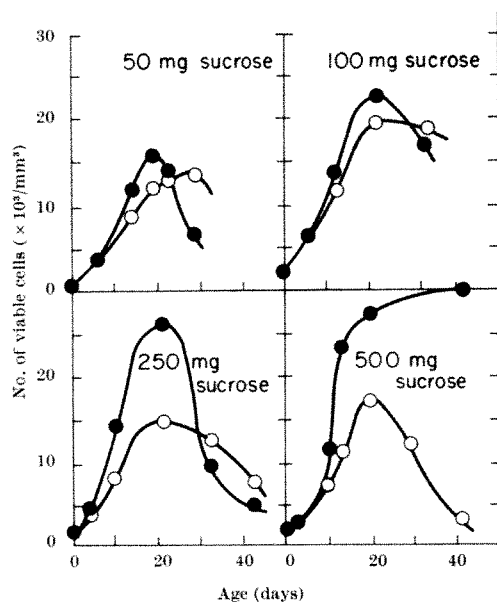 30
50 mg sucrose
100 mg sucrose
20
10
0
No. of viable cells ( × 10³/mm³)
250 mg
sucrose
500 mg
sucrose
20
10
0
0 20 40 0 20 40
Age (days)